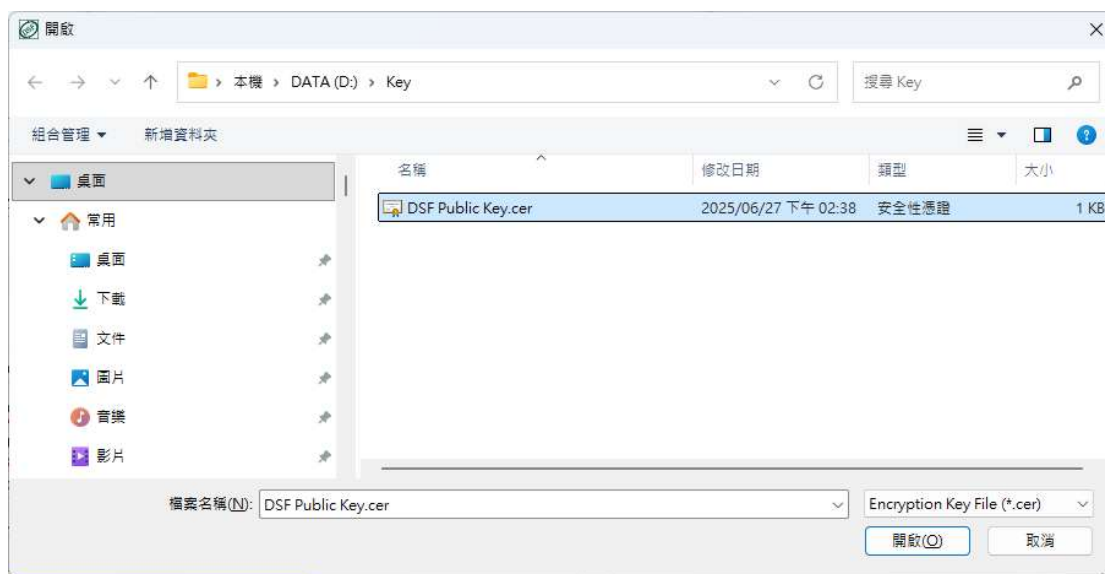 開啟
本機 > DATA (D:) > Key
搜尋 Key
組合管理 新增資料夾
名稱 修改日期 類型 大小
DSF Public Key.cer 2025/06/27 下午 02:38 安全性憑證 1 KB
桌面
常用
桌面
下載
文件
圖片
音樂
影片
檔案名稱(N): DSF Public Key.cer Encryption Key File (*.cer)
開啟(O) 取消